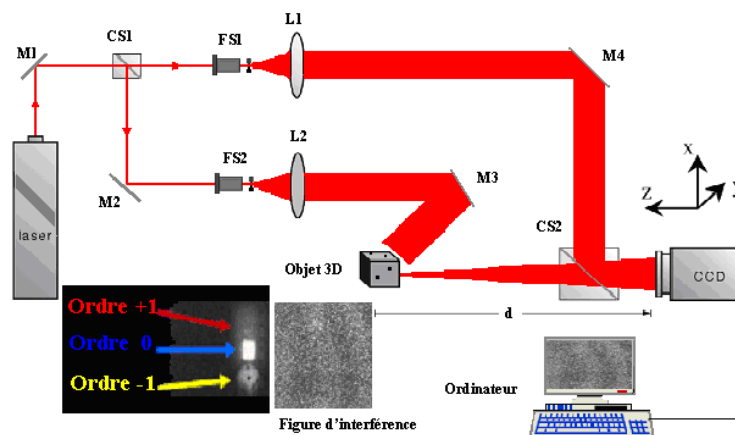 L1
FS1
CS1
M1
M4
L2
FS2
M3
M2
X
Z
y
CS2
laser
Objet 3D
CCD
d
Ordre +1
Ordre 0
Ordre -1
Ordinateur
Figure d'interférence